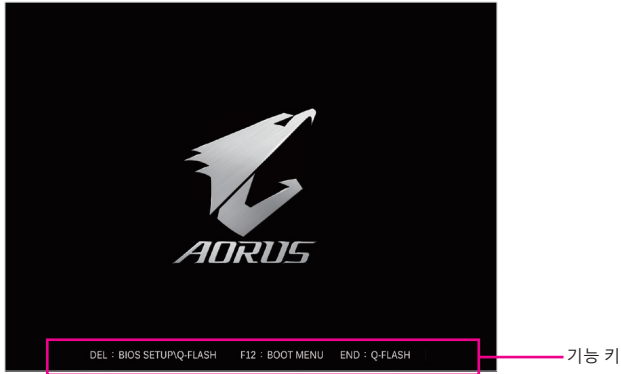 AORUS
DEL : BIOS SETUP\Q-FLASH F12 : BOOT MENU END : Q-FLASH
기능 키